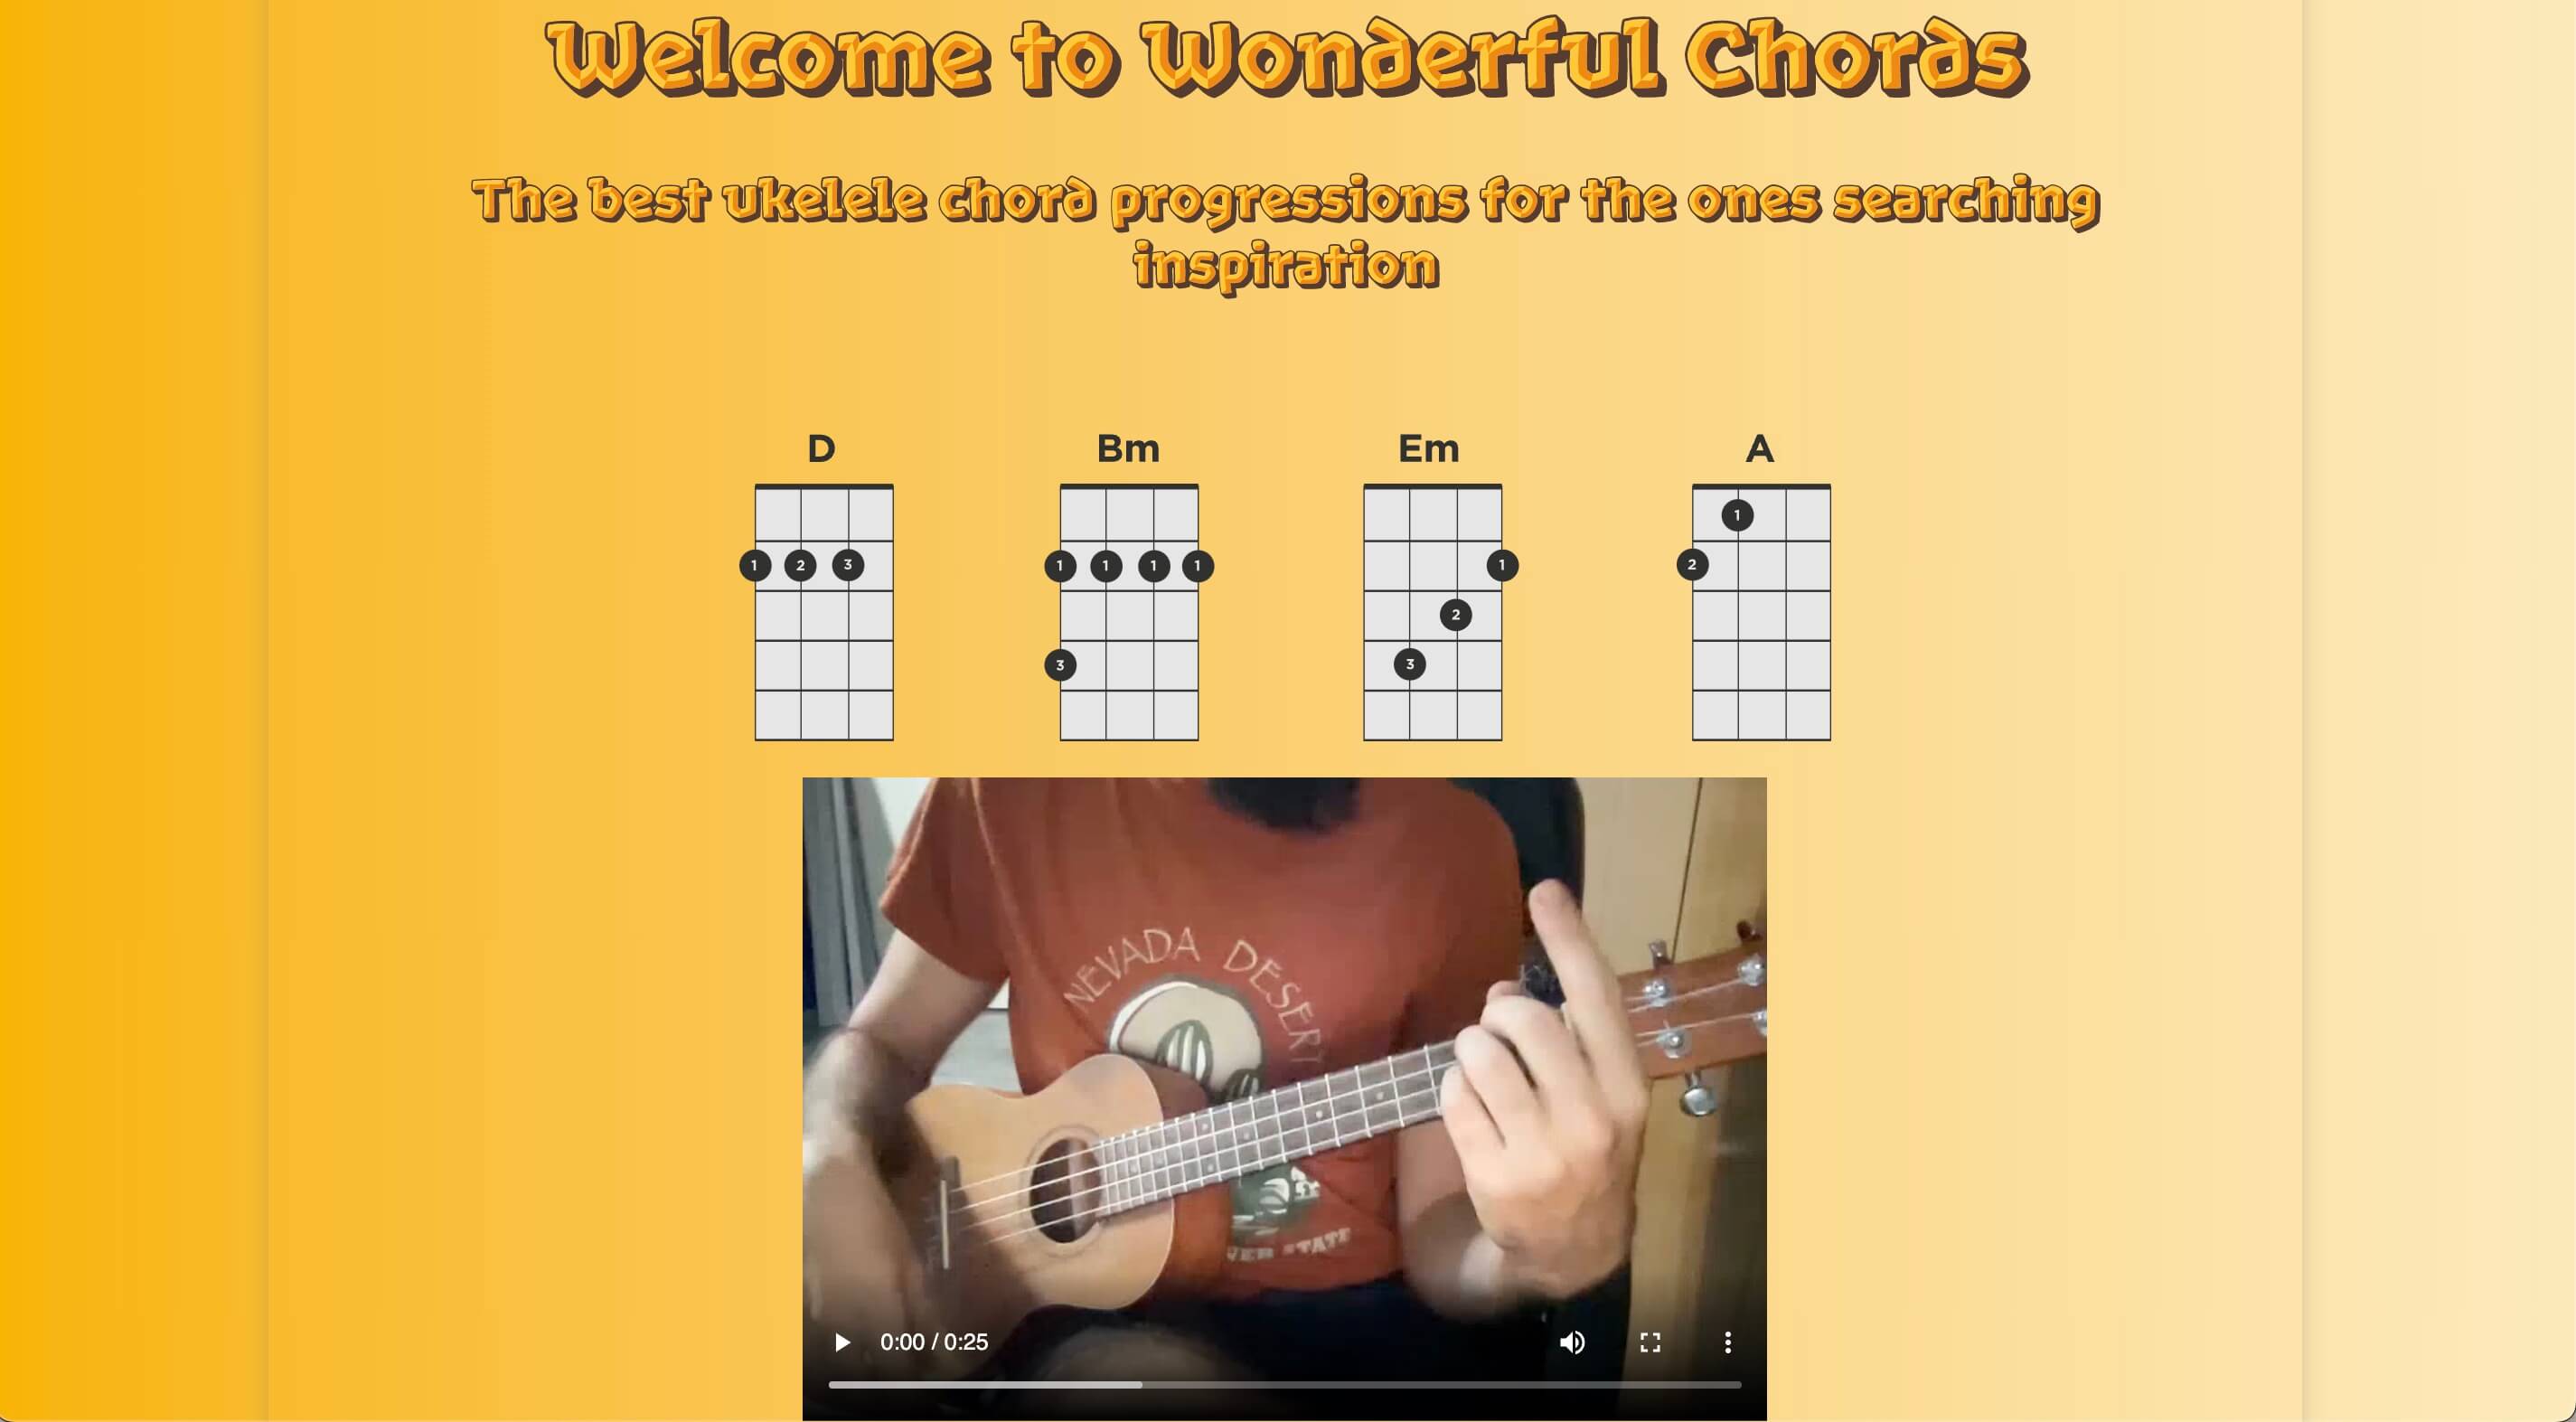 Welcome to Wonderful Chords
The best ukelele chord progressions for the ones searching
inspiration
D Bm Em A
1
1 2 3 1 1 1 1 1 2
2
3 3
NEVADA DESERT
STATE
0:00 / 0:25